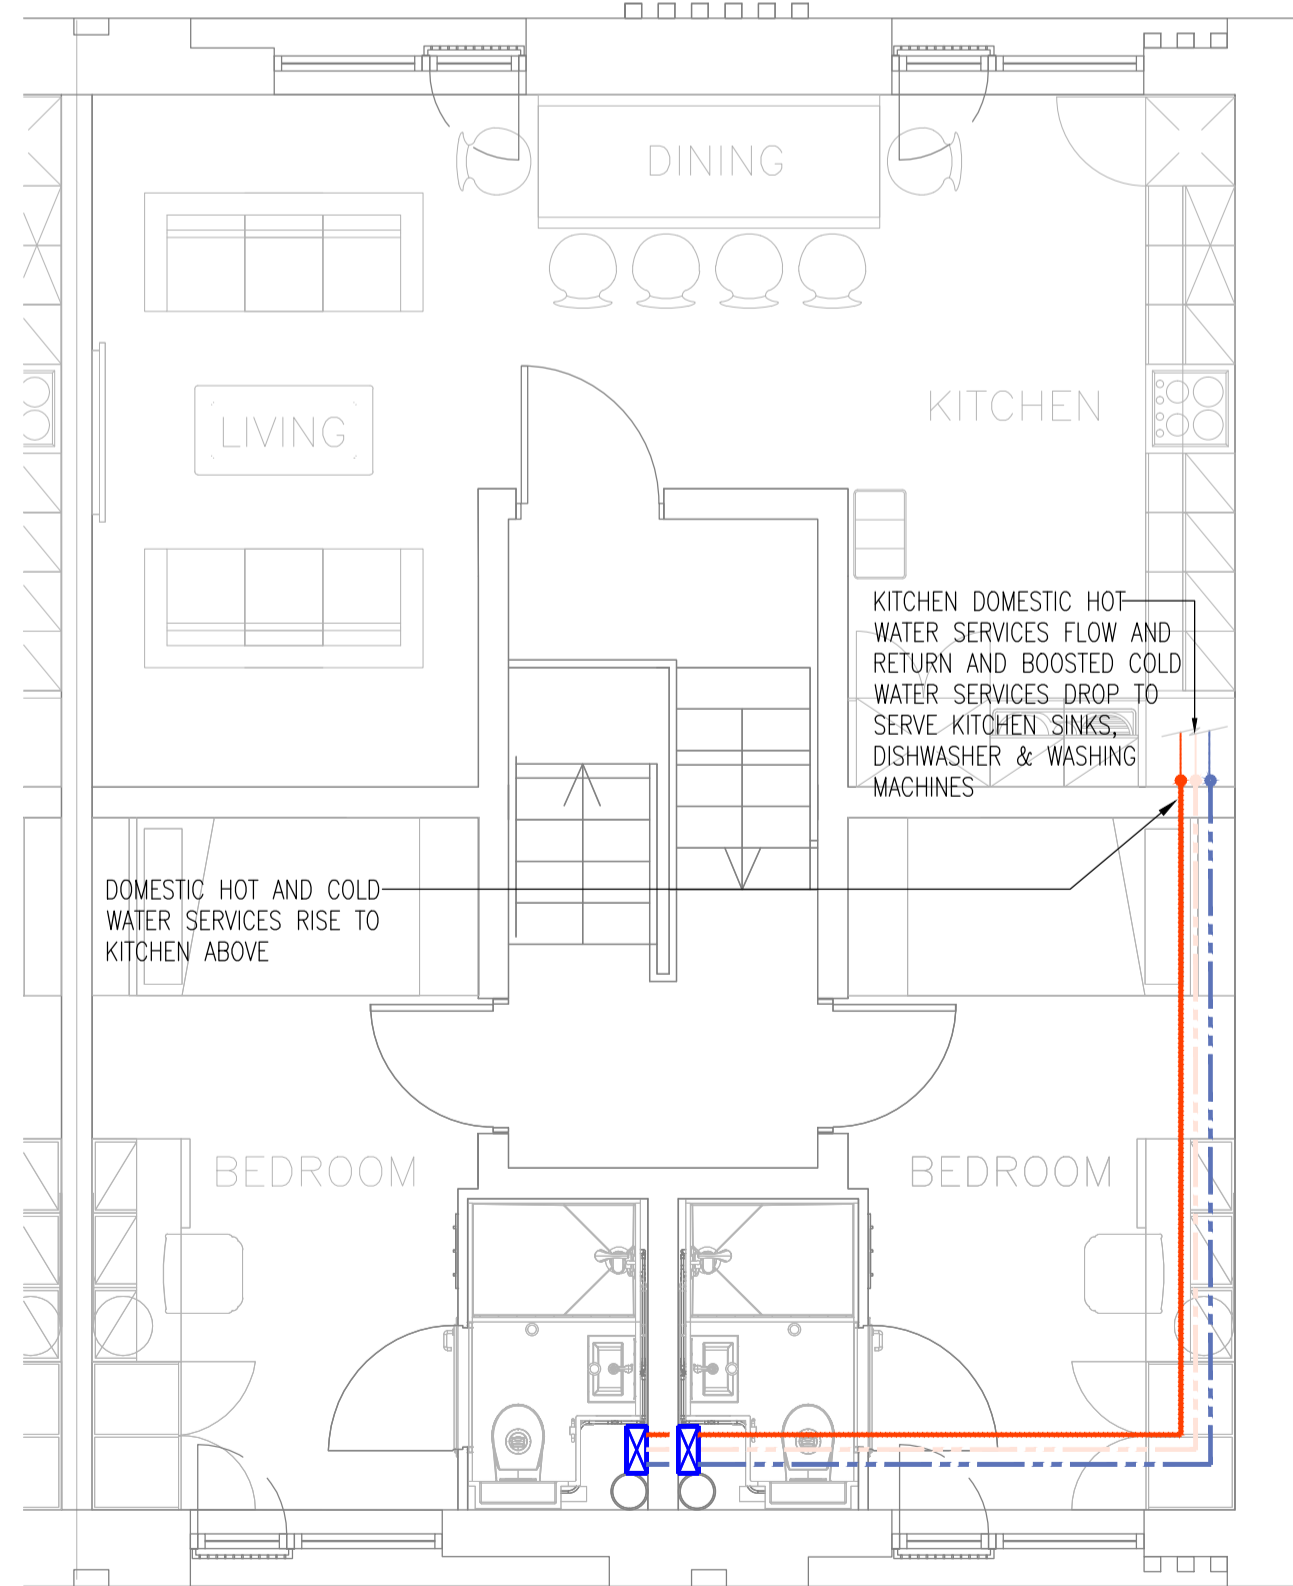 DINING
KITCHEN
LIVING
KITCHEN DOMESTIC HOT
WATER SERVICES FLOW AND
RETURN AND BOOSTED COLD
WATER SERVICES DROP TO
SERVE KITCHEN SINKS,
DISHWASHER & WASHING
MACHINES
DOMESTIC HOT AND COLD
WATER SERVICES RISE TO
KITCHEN ABOVE
BEDROOM
BEDROOM